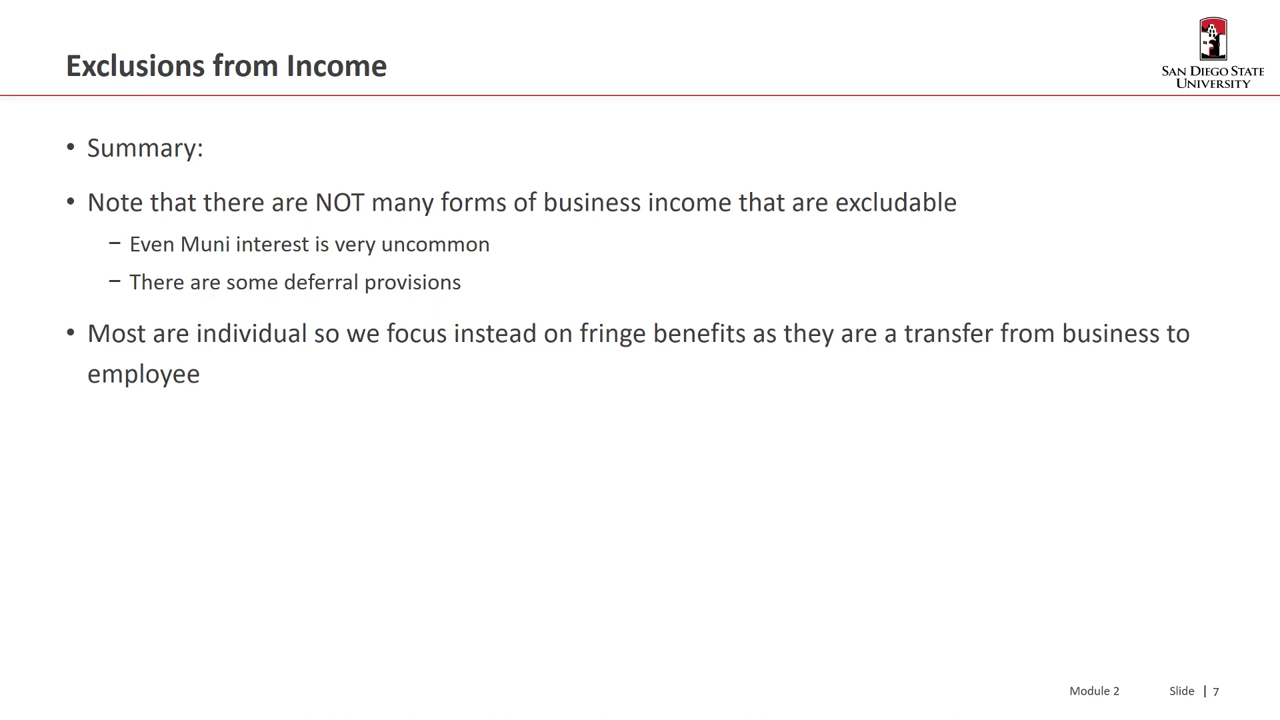 Exclusions from Income
SAN DIEGO STATE
UNIVERSITY
• Summary:
• Note that there are NOT many forms of business income that are excludable
– Even Muni interest is very uncommon
– There are some deferral provisions
• Most are individual so we focus instead on fringe benefits as they are a transfer from business to
employee
Module 2 Slide | 7